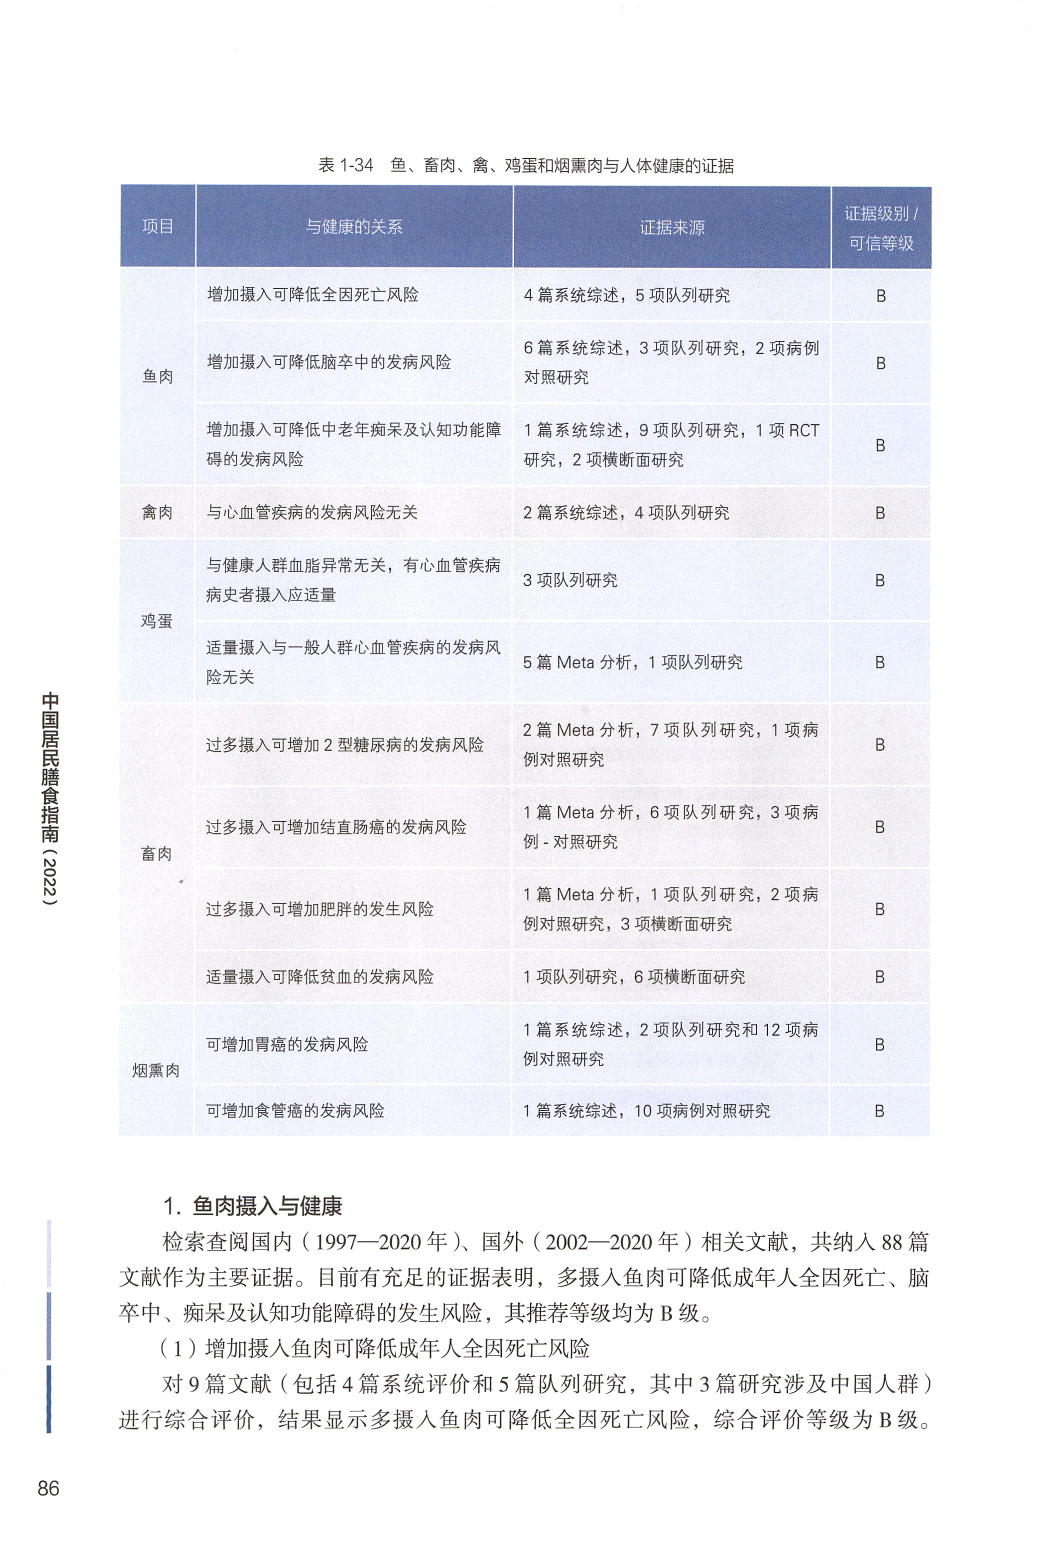 表 1-34 鱼、畜肉、禽、鸡蛋和烟熏肉与人体健康的证据
项目
与健康的关系
证据来源
证据级别 /
可信等级
鱼肉
增加摄入可降低全因死亡风险
4 篇系统综述，5 项队列研究
B
增加摄入可降低脑卒中的发病风险
6 篇系统综述，3 项队列研究，2 项病例
对照研究
B
增加摄入可降低中老年痴呆及认知功能障
碍的发病风险
1 篇系统综述，9 项队列研究，1 项 RCT
研究，2 项横断面研究
B
禽肉
与心血管疾病的发病风险无关
2 篇系统综述，4 项队列研究
B
鸡蛋
与健康人群血脂异常无关，有心血管疾病
病史者摄入应适量
3 项队列研究
B
适量摄入与一般人群心血管疾病的发病风
险无关
5 篇 Meta 分析，1 项队列研究
B
畜肉
过多摄入可增加 2 型糖尿病的发病风险
2 篇 Meta 分析，7 项队列研究，1 项病
例对照研究
B
过多摄入可增加结直肠癌的发病风险
1 篇 Meta 分析，6 项队列研究，3 项病
例 - 对照研究
B
过多摄入可增加肥胖的发生风险
1 篇 Meta 分析，1 项队列研究，2 项病
例对照研究，3 项横断面研究
B
适量摄入可降低贫血的发病风险
1 项队列研究，6 项横断面研究
B
烟熏肉
可增加胃癌的发病风险
1 篇系统综述，2 项队列研究和 12 项病
例对照研究
B
可增加食管癌的发病风险
1 篇系统综述，10 项病例对照研究
B
1. 鱼肉摄入与健康
检索查阅国内（1997—2020 年）、国外（2002—2020 年）相关文献，共纳入 88 篇
文献作为主要证据。目前有充足的证据表明，多摄入鱼肉可降低成年人全因死亡、脑
卒中、痴呆及认知功能障碍的发生风险，其推荐等级均为 B 级。
（1）增加摄入鱼肉可降低成年人全因死亡风险
对 9 篇文献（包括 4 篇系统评价和 5 篇队列研究，其中 3 篇研究涉及中国人群）
进行综合评价，结果显示多摄入鱼肉可降低全因死亡风险，综合评价等级为 B 级。
中国居民膳食指南（2022）
86